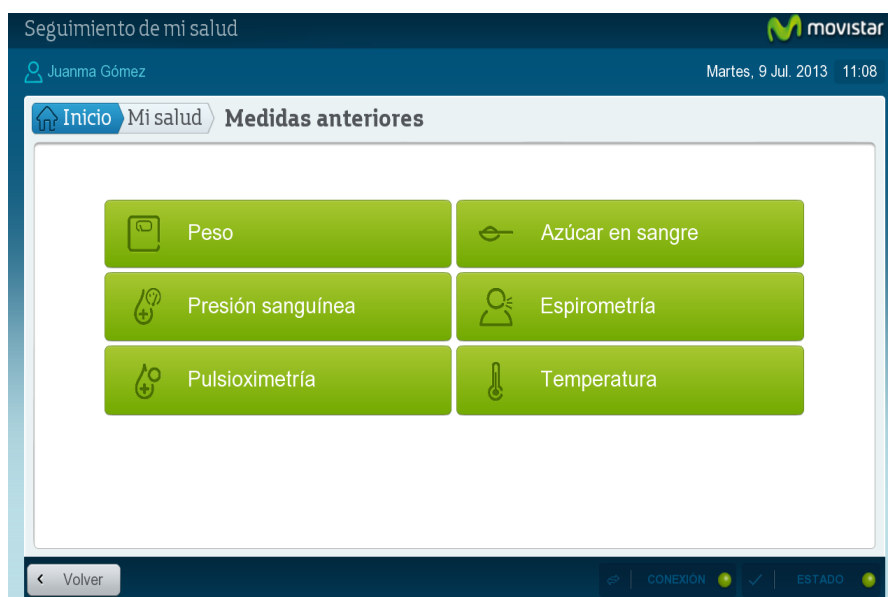 Seguimiento de mi salud
movistar
Juanma Gómez
Martes, 9 Jul. 2013 11:08
Inicio Mi salud Medidas anteriores
Peso
Azúcar en sangre
Presión sanguínea
Espirometría
Pulsioximetría
Temperatura
Volver
CONEXIÓN
ESTADO